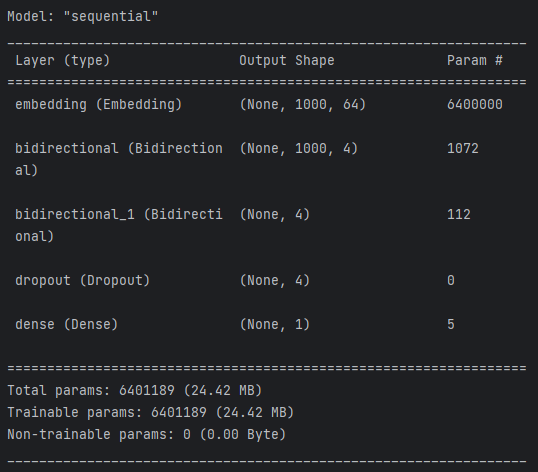 Model: "sequential"
_________________________________________________________________
Layer (type) Output Shape Param #
=================================================================
embedding (Embedding) (None, 1000, 64) 6400000
bidirectional (Bidirection (None, 1000, 4) 1072
al)
bidirectional_1 (Bidirecti (None, 4) 112
onal)
dropout (Dropout) (None, 4) 0
dense (Dense) (None, 1) 5
=================================================================
Total params: 6401189 (24.42 MB)
Trainable params: 6401189 (24.42 MB)
Non-trainable params: 0 (0.00 Byte)
_________________________________________________________________